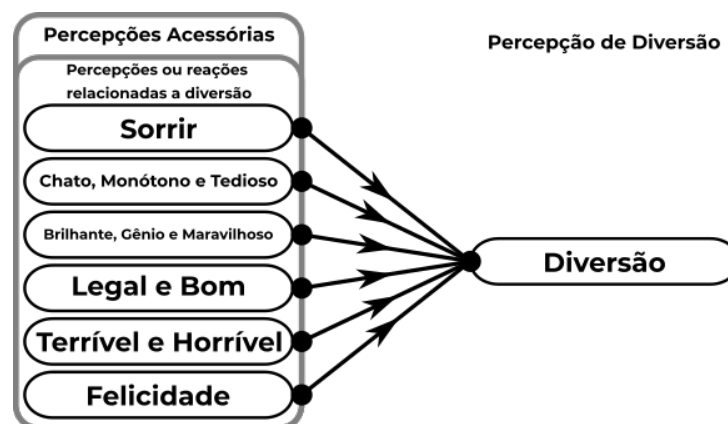 Percepções Acessórias
Percepção de Diversão
Percepções ou reações
relacionadas a diversão
Sorrir
Chato, Monótono e Tedioso
Brilhante, Gênio e Maravilhoso
Legal e Bom
Terrível e Horrível
Felicidade
Diversão